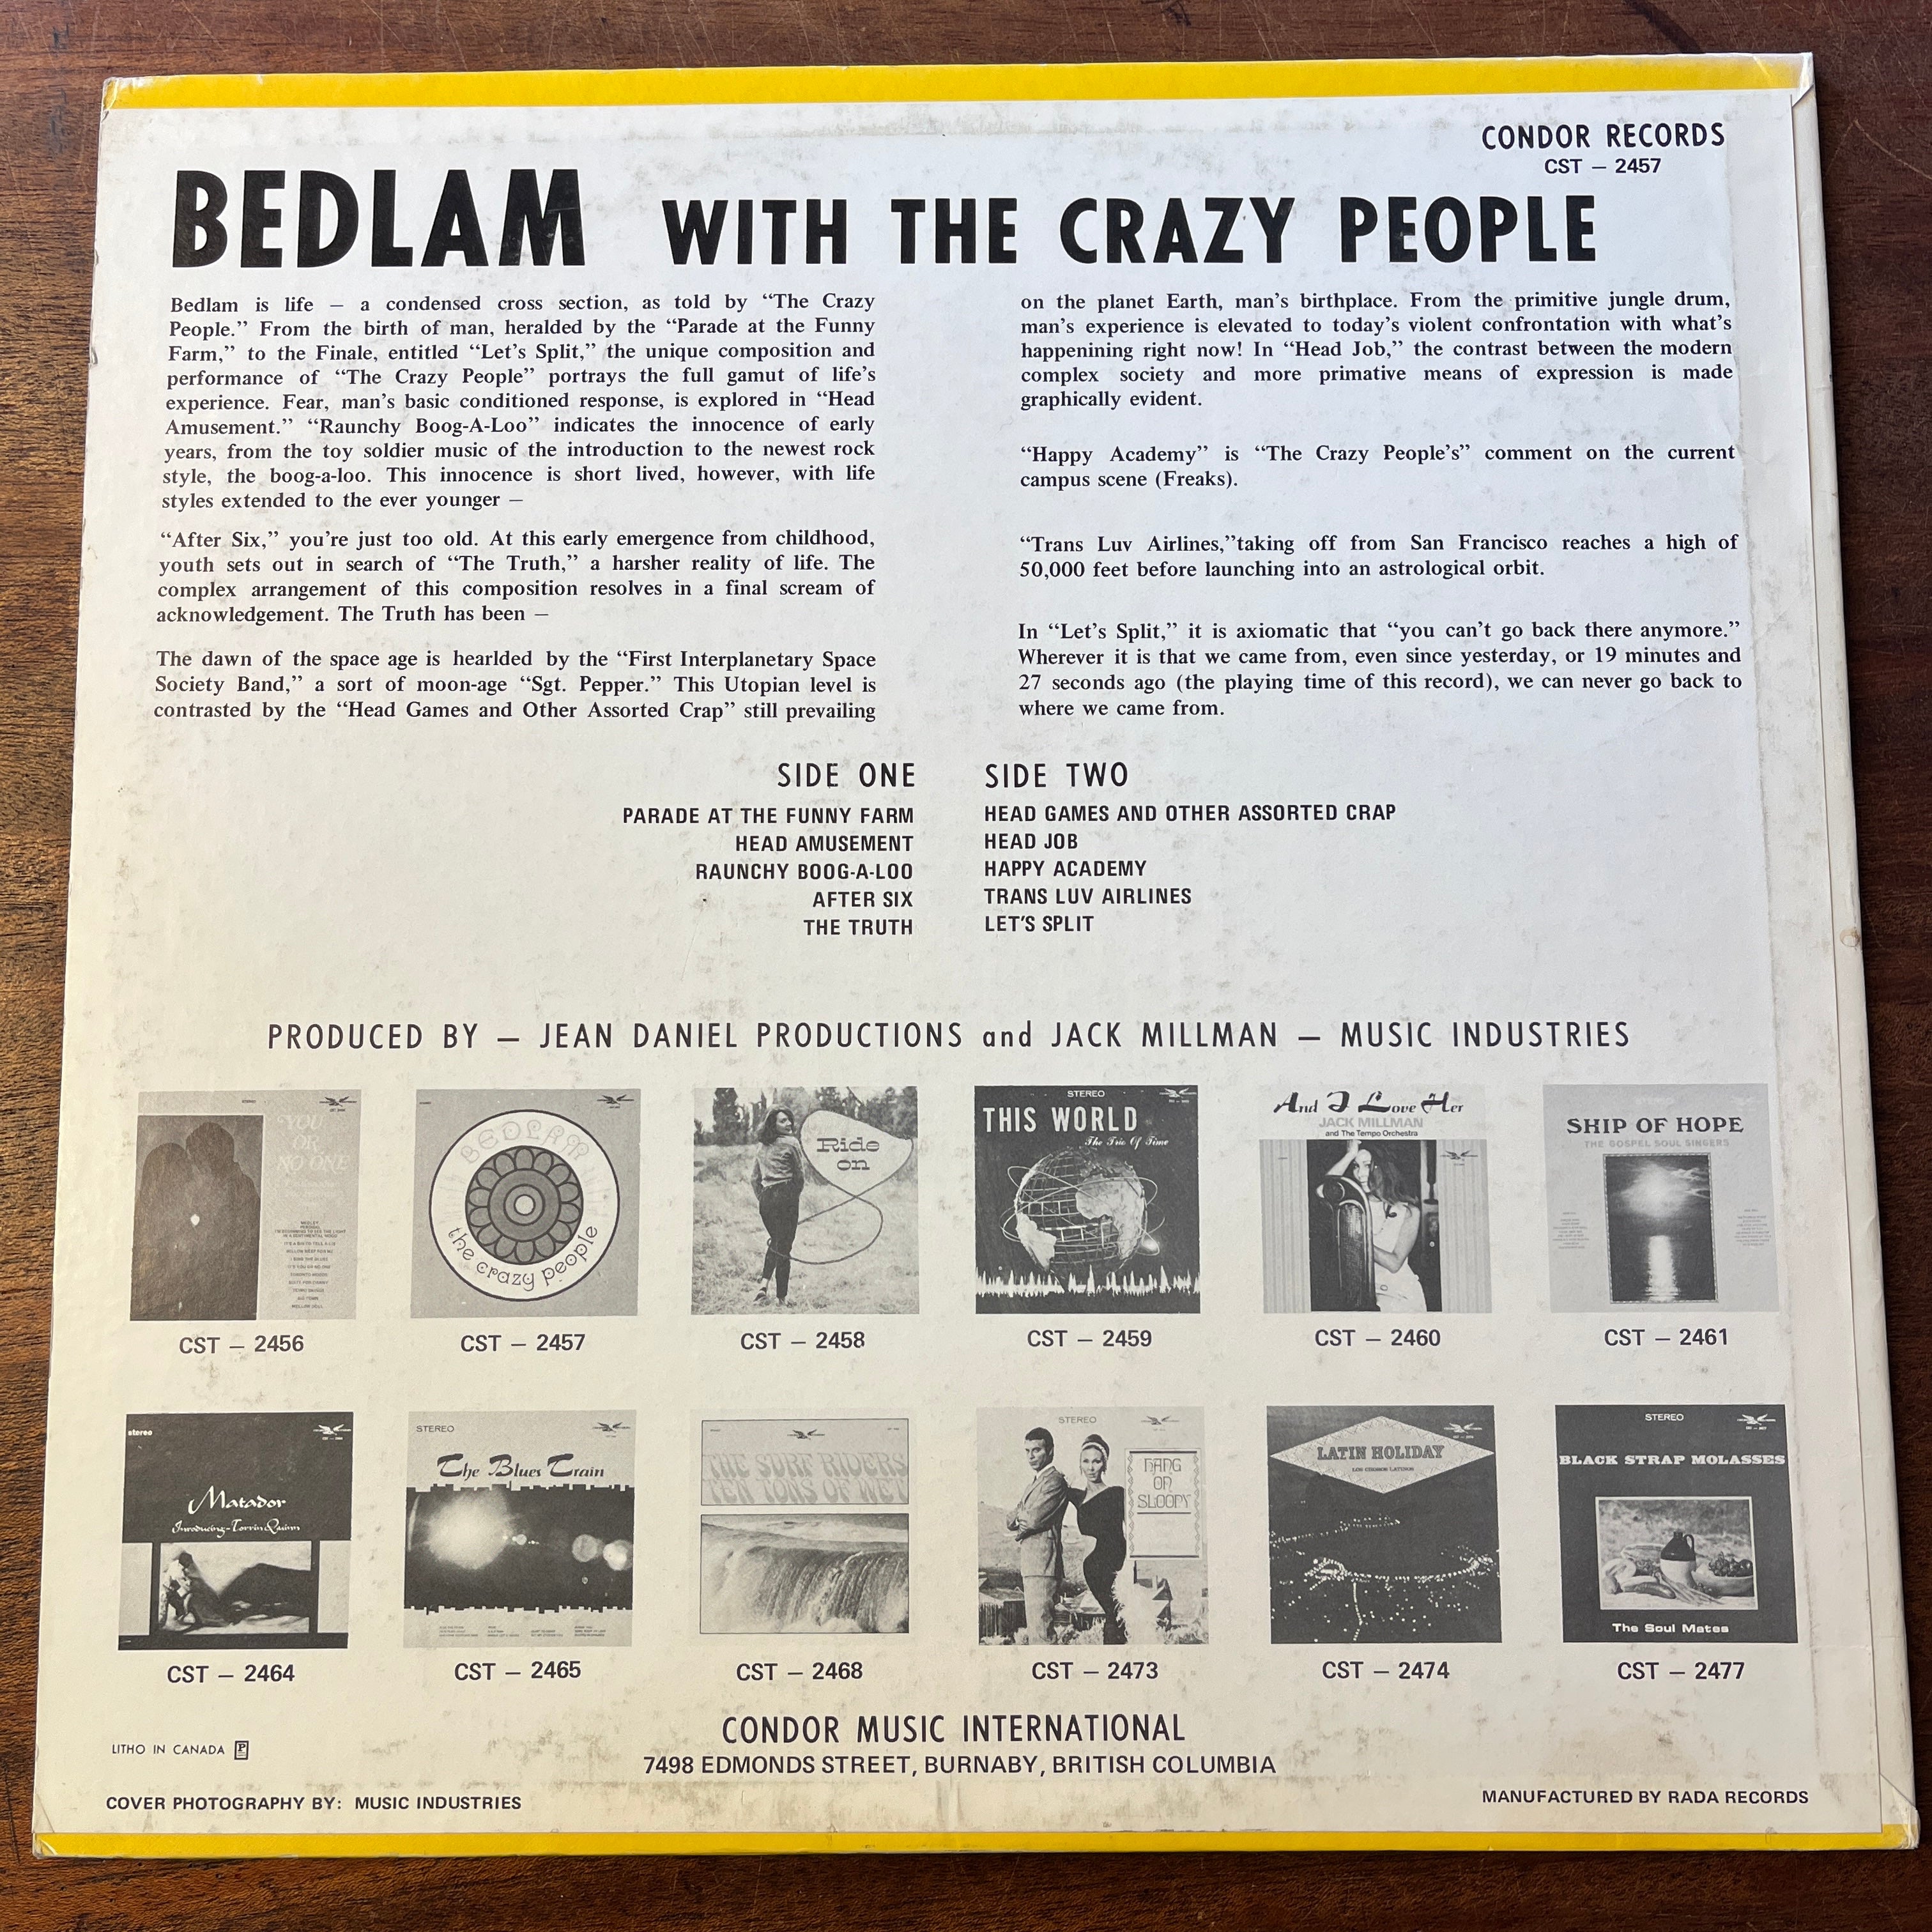 CONDOR RECORDS
CST – 2457
BEDLAM WITH THE CRAZY PEOPLE
Bedlam is life – a condensed cross section, as told by “The Crazy
People.” From the birth of man, heralded by the “Parade at the Funny
Farm,” to the Finale, entitled “Let’s Split,” the unique composition and
performance of “The Crazy People” portrays the full gamut of life’s
experience. Fear, man’s basic conditioned response, is explored in “Head
Amusement.” “Raunchy Boog-A-Loo” indicates the innocence of early
years, from the toy soldier music of the introduction to the newest rock
style, the boog-a-loo. This innocence is short lived, however, with life
styles extended to the ever younger –
“After Six,” you’re just too old. At this early emergence from childhood,
youth sets out in search of “The Truth,” a harsher reality of life. The
complex arrangement of this composition resolves in a final scream of
acknowledgement. The Truth has been –
The dawn of the space age is hearlded by the “First Interplanetary Space
Society Band,” a sort of moon-age “Sgt. Pepper.” This Utopian level is
contrasted by the “Head Games and Other Assorted Crap” still prevailing
on the planet Earth, man’s birthplace. From the primitive jungle drum,
man’s experience is elevated to today’s violent confrontation with what’s
happenining right now! In “Head Job,” the contrast between the modern
complex society and more primative means of expression is made
graphically evident.
“Happy Academy” is “The Crazy People’s” comment on the current
campus scene (Freaks).
“Trans Luv Airlines,”taking off from San Francisco reaches a high of
50,000 feet before launching into an astrological orbit.
In “Let’s Split,” it is axiomatic that “you can’t go back there anymore.”
Wherever it is that we came from, even since yesterday, or 19 minutes and
27 seconds ago (the playing time of this record), we can never go back to
where we came from.
SIDE ONE
PARADE AT THE FUNNY FARM
HEAD AMUSEMENT
RAUNCHY BOOG-A-LOO
AFTER SIX
THE TRUTH
SIDE TWO
HEAD GAMES AND OTHER ASSORTED CRAP
HEAD JOB
HAPPY ACADEMY
TRANS LUV AIRLINES
LET’S SPLIT
PRODUCED BY – JEAN DANIEL PRODUCTIONS and JACK MILLMAN – MUSIC INDUSTRIES
YOU
OR
NO ONE
BEDLAM
the crazy people
Ride
on
STEREO
THIS WORLD
The Trio Of Time
And I Love Her
JACK MILLMAN
and The Tempo Orchestra
SHIP OF HOPE
THE GOSPEL SOUL SINGERS
CST – 2456
CST – 2457
CST – 2458
CST – 2459
CST – 2460
CST – 2461
stereo
Matador
Introducing - Torrin Quinn
STEREO
The Blues Train
THE SURF RIDERS
TEN TONS OF WET
STEREO
HANG
ON
SLOOPY
LATIN HOLIDAY
LOS CHICOS LATINOS
STEREO
BLACK STRAP MOLASSES
The Soul Mates
CST – 2464
CST – 2465
CST – 2468
CST – 2473
CST – 2474
CST – 2477
CONDOR MUSIC INTERNATIONAL
7498 EDMONDS STREET, BURNABY, BRITISH COLUMBIA
LITHO IN CANADA P
COVER PHOTOGRAPHY BY: MUSIC INDUSTRIES
MANUFACTURED BY RADA RECORDS